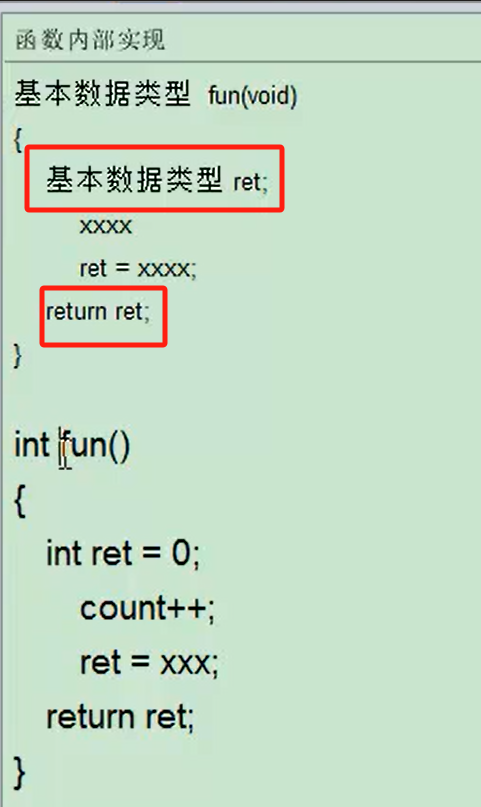 函数内部实现
基本数据类型 fun(void)
{
基本数据类型 ret;
xxxx
ret = xxxx;
return ret;
}
int fun()
{
int ret = 0;
count++;
ret = xxx;
return ret;
}